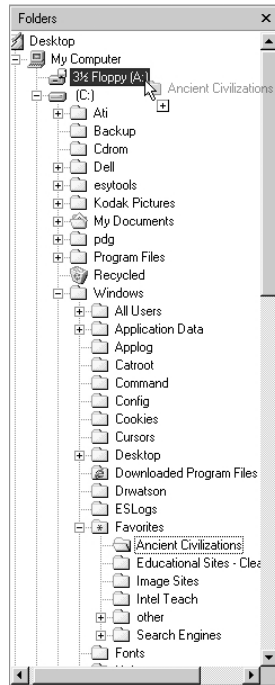 Folders
Desktop
My Computer
3½ Floppy (A:)
Ancient Civilizations
(C:)
Ati
Backup
Cdrom
Dell
esytools
Kodak Pictures
My Documents
pdg
Program Files
Recycled
Windows
All Users
Application Data
Applog
Catroot
Command
Config
Cookies
Cursors
Desktop
Downloaded Program Files
Drwatson
ESLogs
Favorites
Ancient Civilizations
Educational Sites - Clea
Image Sites
Intel Teach
other
Search Engines
Fonts